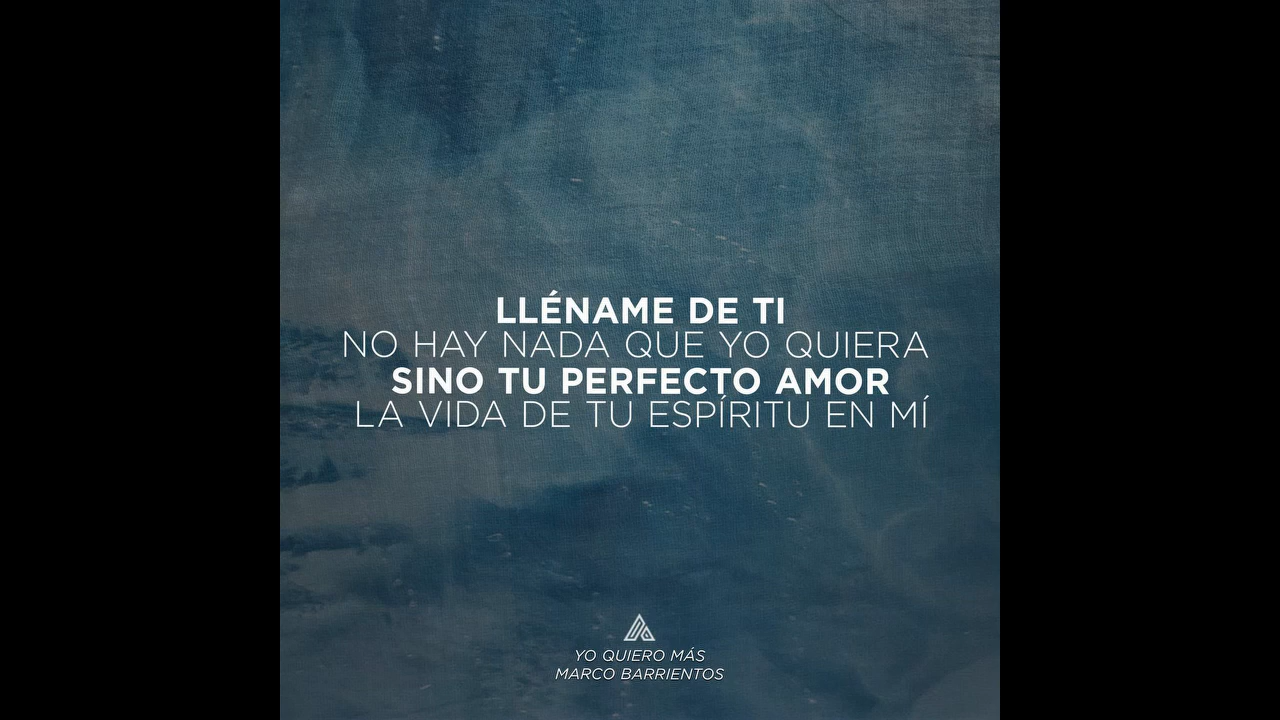 LLÉNAME DE TI
NO HAY NADA QUE YO QUIERA
SINO TU PERFECTO AMOR
LA VIDA DE TU ESPÍRITU EN MÍ
YO QUIERO MÁS
MARCO BARRIENTOS